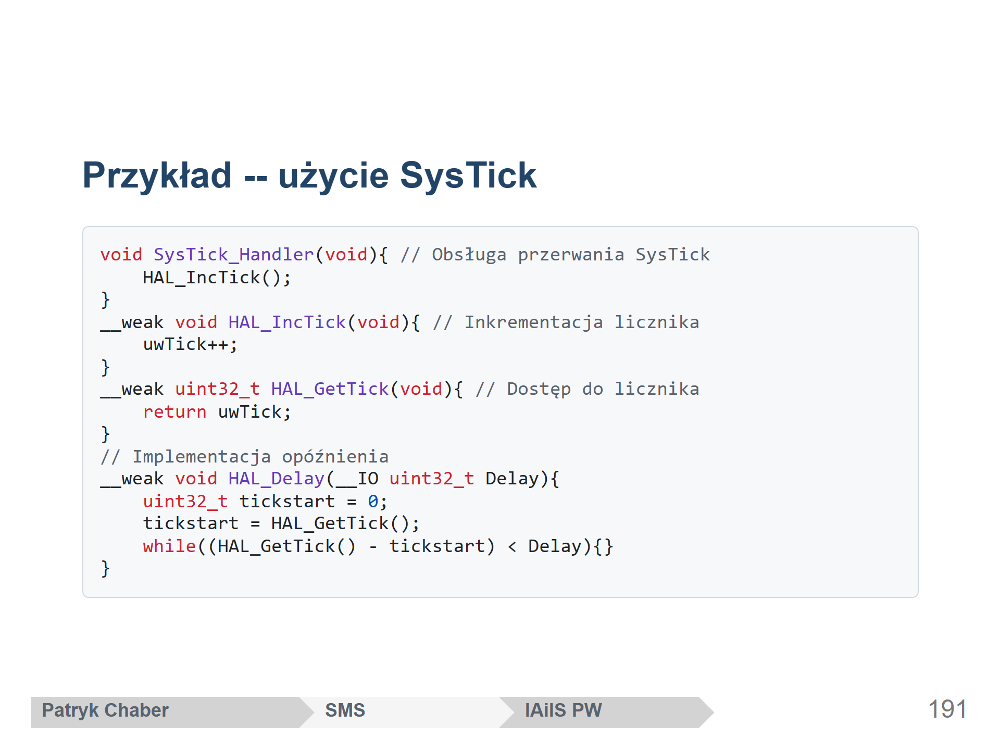 Przykład -- użycie SysTick
void SysTick_Handler(void){ // Obsługa przerwania SysTick
    HAL_IncTick();
}
__weak void HAL_IncTick(void){ // Inkrementacja licznika
    uwTick++;
}
__weak uint32_t HAL_GetTick(void){ // Dostęp do licznika
    return uwTick;
}
// Implementacja opóźnienia
__weak void HAL_Delay(__IO uint32_t Delay){
    uint32_t tickstart = 0;
    tickstart = HAL_GetTick();
    while((HAL_GetTick() - tickstart) < Delay){}
}
Patryk Chaber SMS IAiIS PW 191